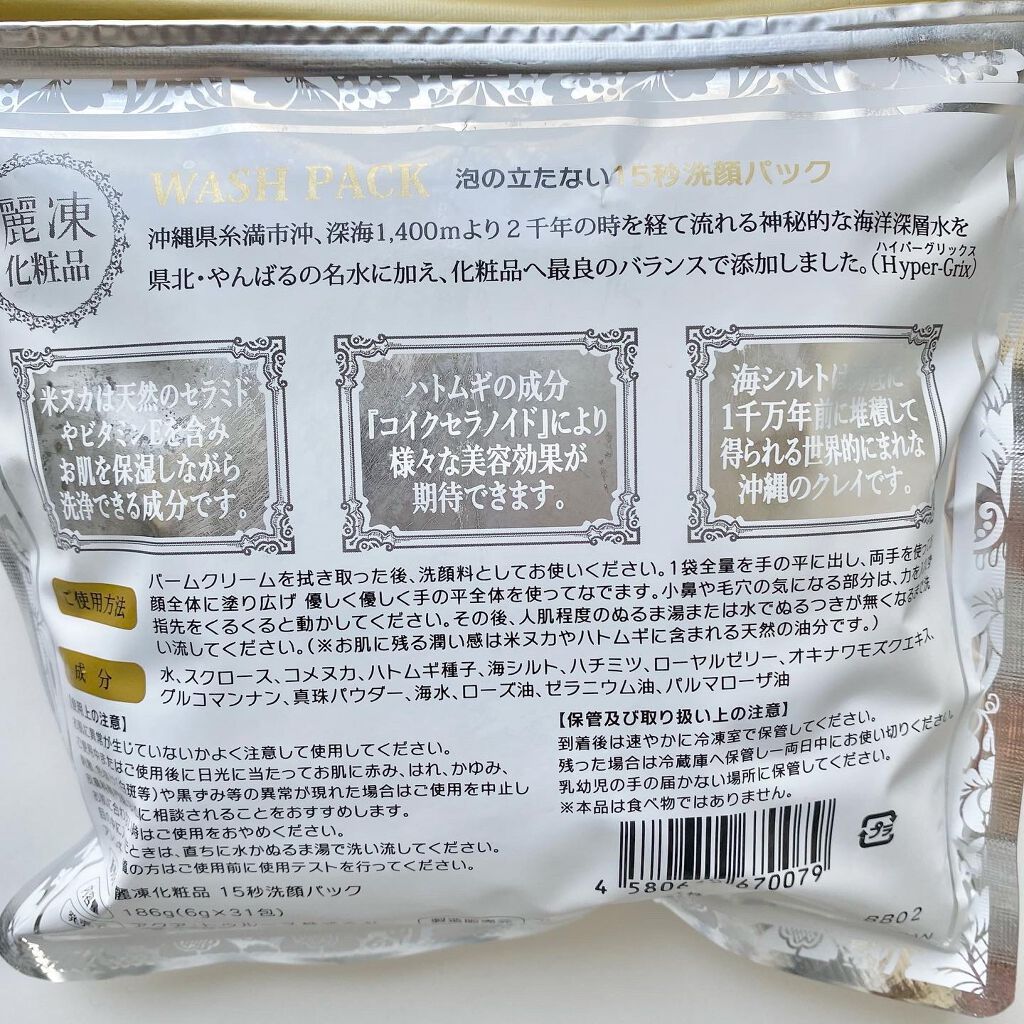 麗凍
化粧品
WASH PACK 泡の立たない15秒洗顔パック
沖縄県糸満市沖、深海1,400mより2千年の時を経て流れる神秘的な海洋深層水を
ハイパーグリックス
県北・やんばるの名水に加え、化粧品へ最良のバランスで添加しました。(Hyper-Grix)
米ヌカは天然のセラミド
やビタミンEを含み
お肌を保湿しながら
洗浄できる成分です。
ハトムギの成分
『コイクセラノイド』により
様々な美容効果が
期待できます。
海シルトは
に
1千万年前に堆積して
得られる世界的にまれな
沖縄のクレイです。
ご使用方法
バームクリームを拭き取った後、洗顔料としてお使いください。1袋全量を手の平に出し、両手を使って
顔全体に塗り広げ 優しく優しく手の平全体を使ってなでます。小鼻や毛穴の気になる部分は、力を
指先をくるくると動かしてください。その後、人肌程度のぬるま湯または水でぬるつきが無くなるまで洗
い流してください。(※お肌に残る潤い感は米ヌカやハトムギに含まれる天然の油分です。)
成分
水、スクロース、コメヌカ、ハトムギ種子、海シルト、ハチミツ、ローヤルゼリー、オキナワモズクエキス、
グルコマンナン、真珠パウダー、海水、ローズ油、ゼラニウム油、パルマローザ油
使用上の注意】
に異常が生じていないかよく注意して使用してください。
またはご使用後に日光に当たってお肌に赤み、はれ、かゆみ、
白斑等)や黒ずみ等の異常が現れた場合はご使用を中止し
に相談されることをおすすめします。
はご使用をおやめください。
ときは、直ちに水かぬるま湯で洗い流してください。
の方はご使用前に使用テストを行ってください。
【保管及び取り扱い上の注意】
到着後は速やかに冷凍室で保管してください。
残った場合は冷蔵庫へ保管し一両日中にお使い切りください。
乳幼児の手の届かない場所に保管してください。
※本品は食べ物ではありません。
プラ
麗凍化粧品 15秒洗顔パック
186g(6g×31包)
製造販売
4 5806 670079
BB02